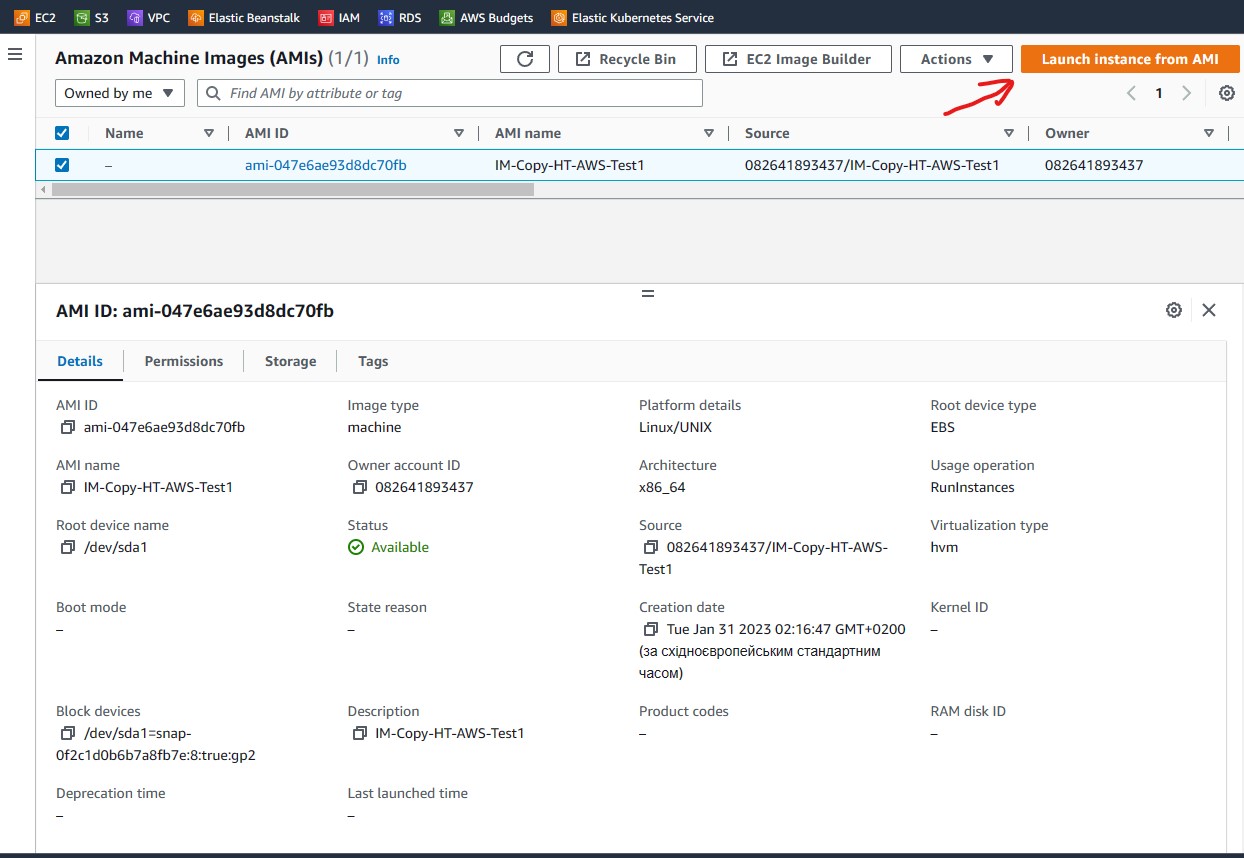 EC2 S3 VPC Elastic Beanstalk IAM RDS AWS Budgets Elastic Kubernetes Service
Amazon Machine Images (AMIs) (1/1) Info Recycle Bin EC2 Image Builder Actions Launch instance from AMI
Owned by me Find AMI by attribute or tag 1
Name AMI ID AMI name Source Owner
– ami-047e6ae93d8dc70fb IM-Copy-HT-AWS-Test1 082641893437/IM-Copy-HT-AWS-Test1 082641893437
AMI ID: ami-047e6ae93d8dc70fb
Details Permissions Storage Tags
AMI ID Image type Platform details Root device type
ami-047e6ae93d8dc70fb machine Linux/UNIX EBS
AMI name Owner account ID Architecture Usage operation
IM-Copy-HT-AWS-Test1 082641893437 x86_64 RunInstances
Root device name Status Source Virtualization type
/dev/sda1 Available 082641893437/IM-Copy-HT-AWS- hvm
Test1
Boot mode State reason Creation date Kernel ID
– – Tue Jan 31 2023 02:16:47 GMT+0200 –
(за східноєвропейським стандартним
часом)
Block devices Description Product codes RAM disk ID
/dev/sda1=snap- IM-Copy-HT-AWS-Test1 – –
0f2c1d0b6b7a8fb7e:8:true:gp2
Deprecation time Last launched time
– –